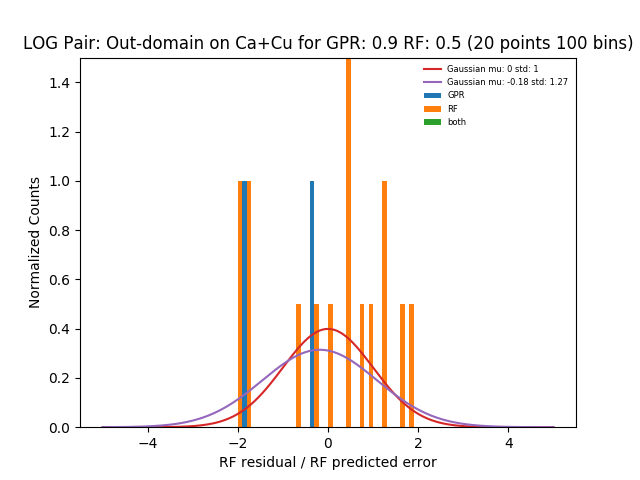 LOG Pair: Out-domain on Ca+Cu for GPR: 0.9 RF: 0.5 (20 points 100 bins)
Gaussian mu: 0 std: 1
Gaussian mu: -0.18 std: 1.27
GPR
RF
both
Normalized Counts
1.4
1.2
1.0
0.8
0.6
0.4
0.2
0.0
−4
−2
0
2
4
RF residual / RF predicted error